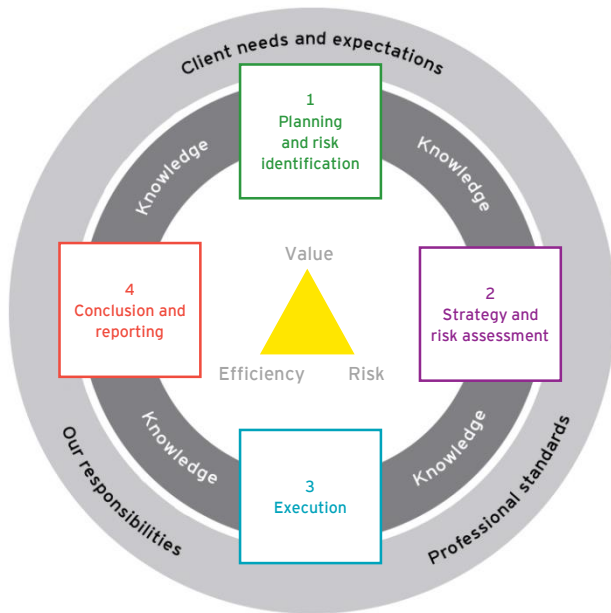 Client needs and expectations
1
Planning
and risk
identification
Knowledge
Knowledge
Value
4
Conclusion and
reporting
2
Strategy and
risk assessment
Efficiency
Risk
Knowledge
Knowledge
3
Execution
Our responsibilities
Professional standards